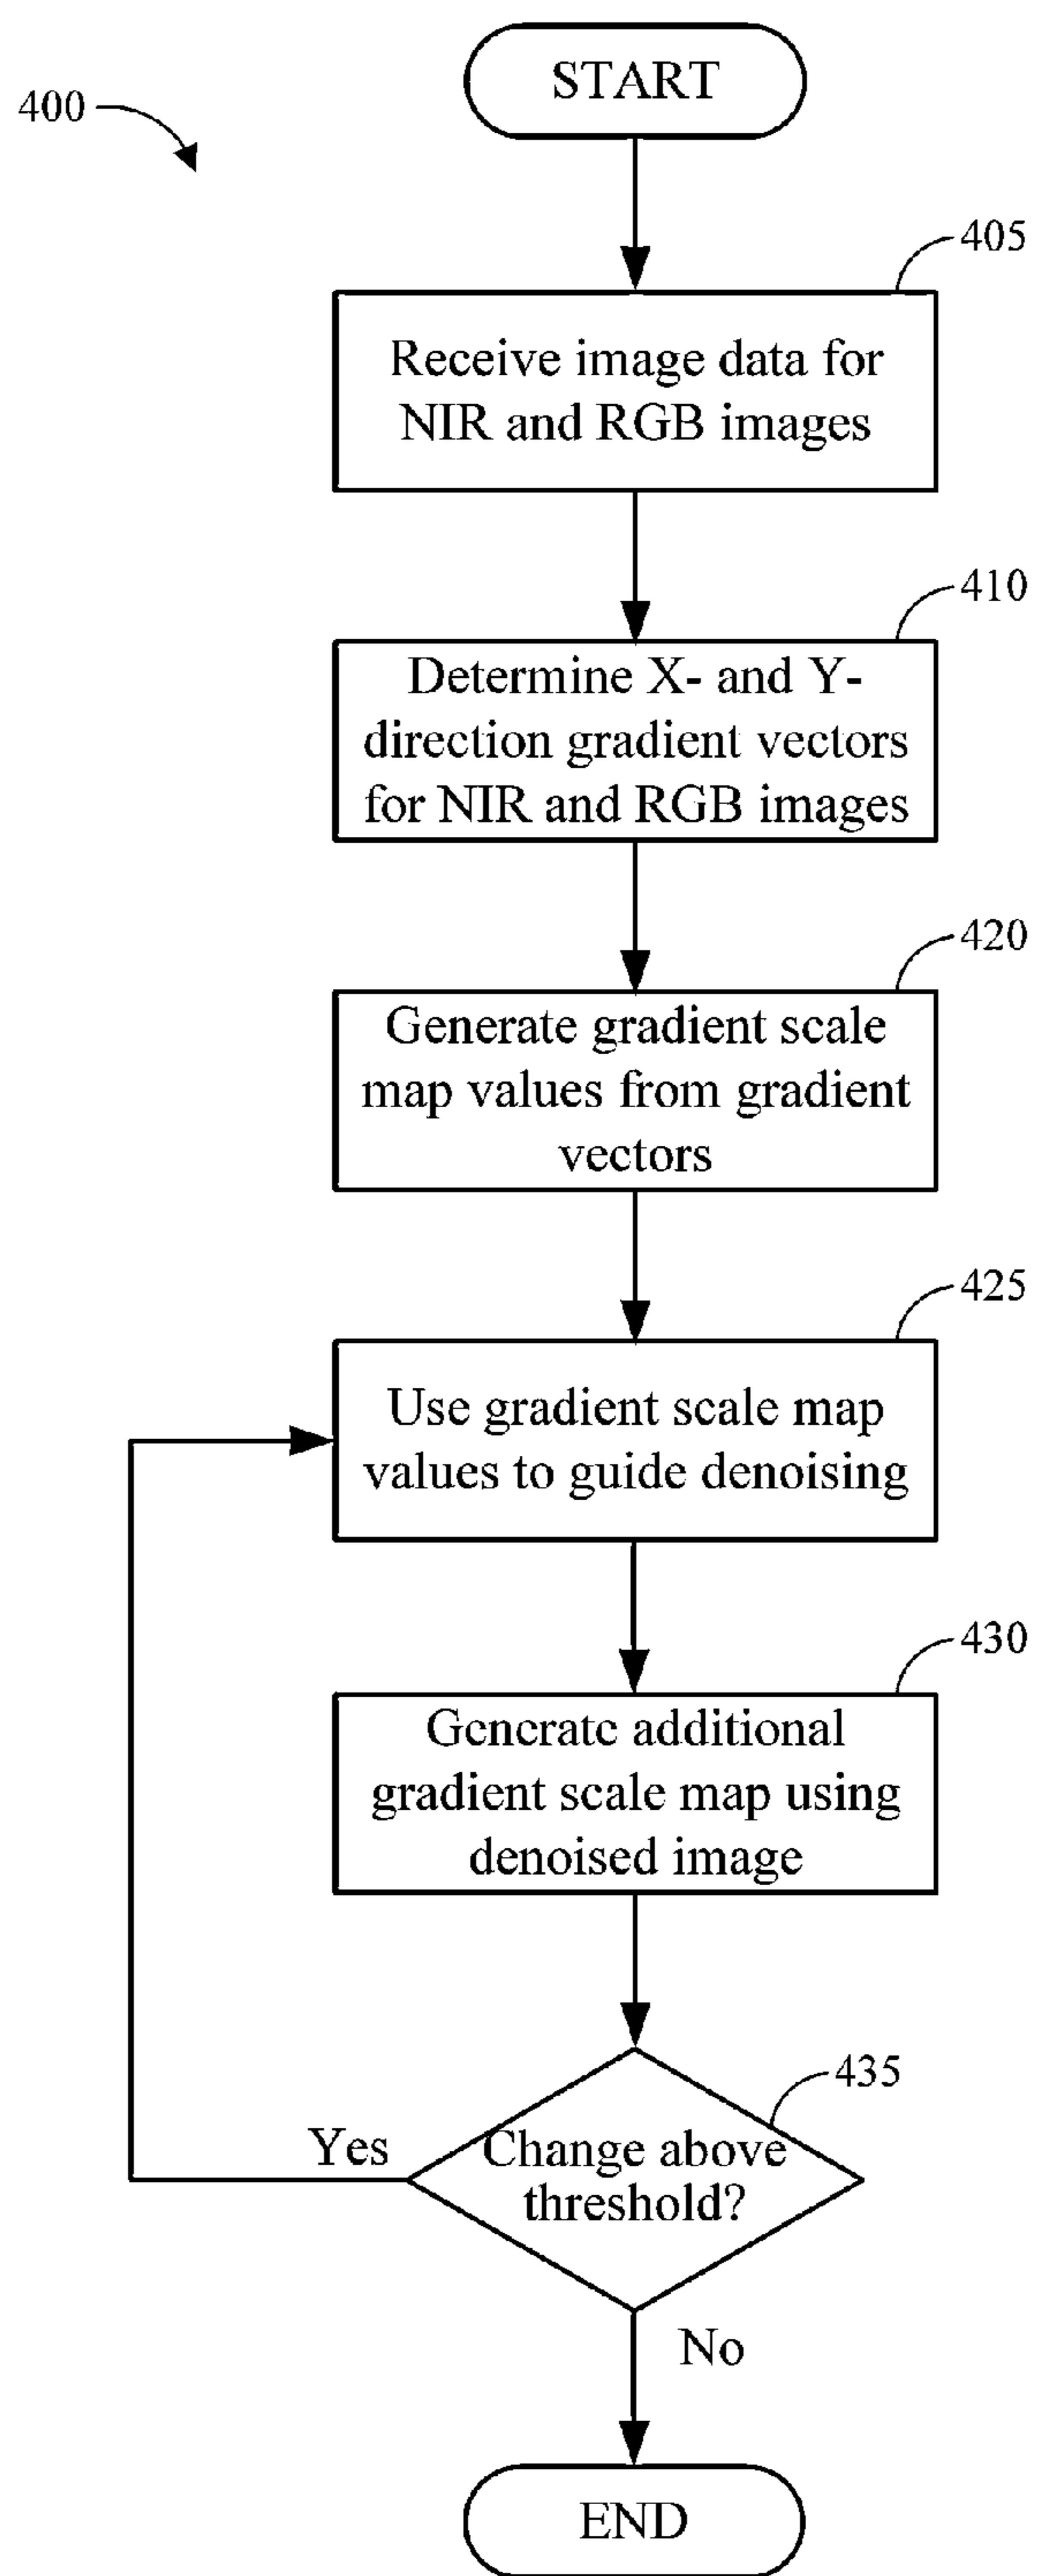 START
400
405
Receive image data for
NIR and RGB images
410
Determine X- and Y-
direction gradient vectors
for NIR and RGB images
420
Generate gradient scale
map values from gradient
vectors
425
Use gradient scale map
values to guide denoising
430
Generate additional
gradient scale map using
denoised image
435
Change above
threshold?
Yes
No
END